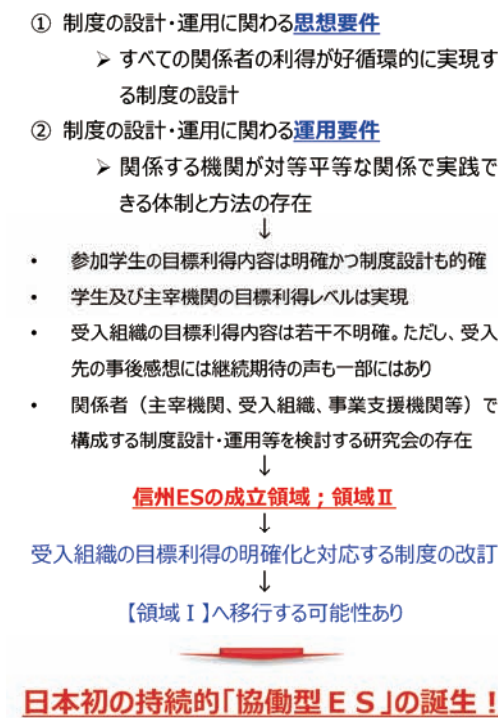 ① 制度の設計・運用に関わる思想要件
➢ すべての関係者の利得が好循環的に実現す
る制度の設計
② 制度の設計・運用に関わる運用要件
➢ 関係する機関が対等平等な関係で実践で
きる体制と方法の存在
↓
• 参加学生の目標利得内容は明確かつ制度設計も的確
• 学生及び主宰機関の目標利得レベルは実現
• 受入組織の目標利得内容は若干不明確。ただし、受入
先の事後感想には継続期待の声も一部にはあり
• 関係者（主宰機関、受入組織、事業支援機関等）で
構成する制度設計・運用等を検討する研究会の存在
↓
信州ESの成立領域；領域Ⅱ
↓
受入組織の目標利得の明確化と対応する制度の改訂
↓
【領域Ⅰ】へ移行する可能性あり
日本初の持続的「協働型ＥＳ」の誕生！